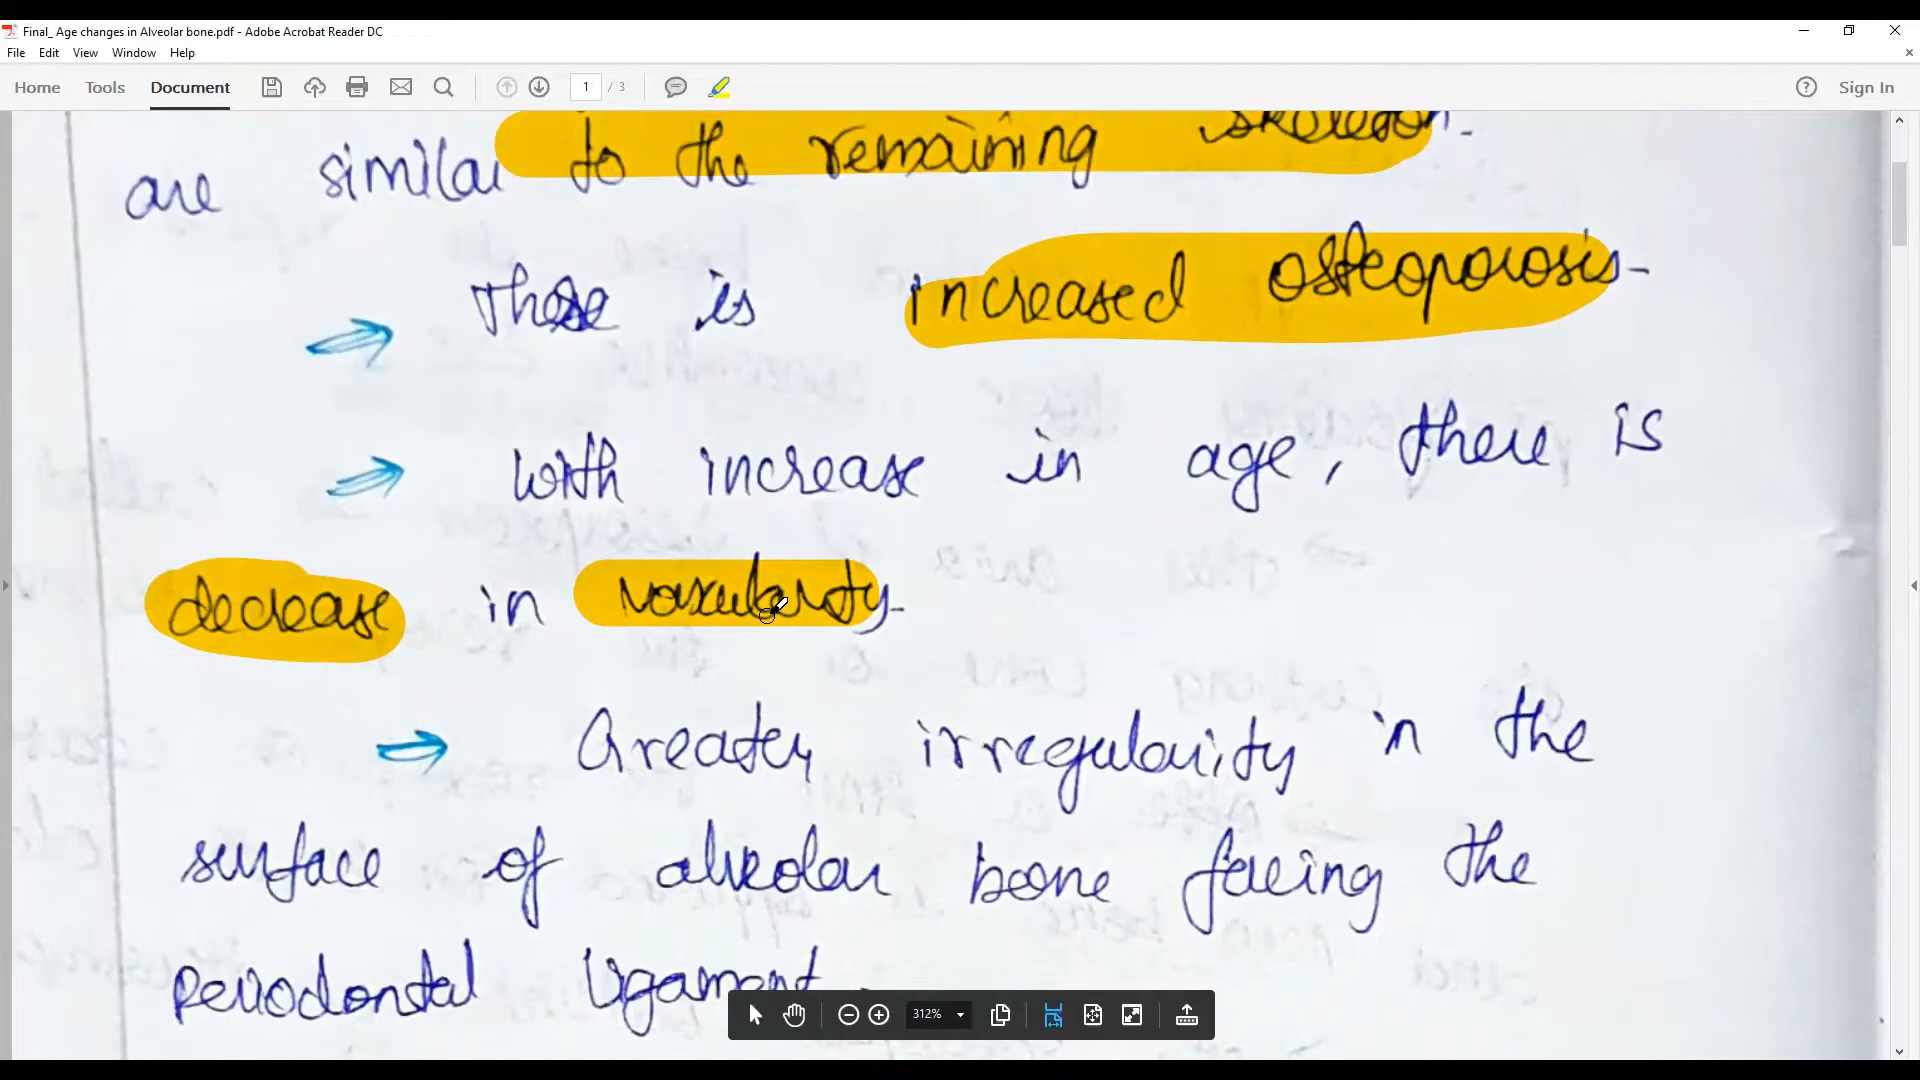 Final_ Age changes in Alveolar bone.pdf - Adobe Acrobat Reader DC
File Edit View Window Help
Home Tools Document 1 / 3 Sign In
are similar to the remaining skeleton.
There is increased osteoporosis.
With increase in age, there is
decrease in vascularity.
Greater irregularity in the
surface of alveolar bone facing the
periodontal ligament.
312%